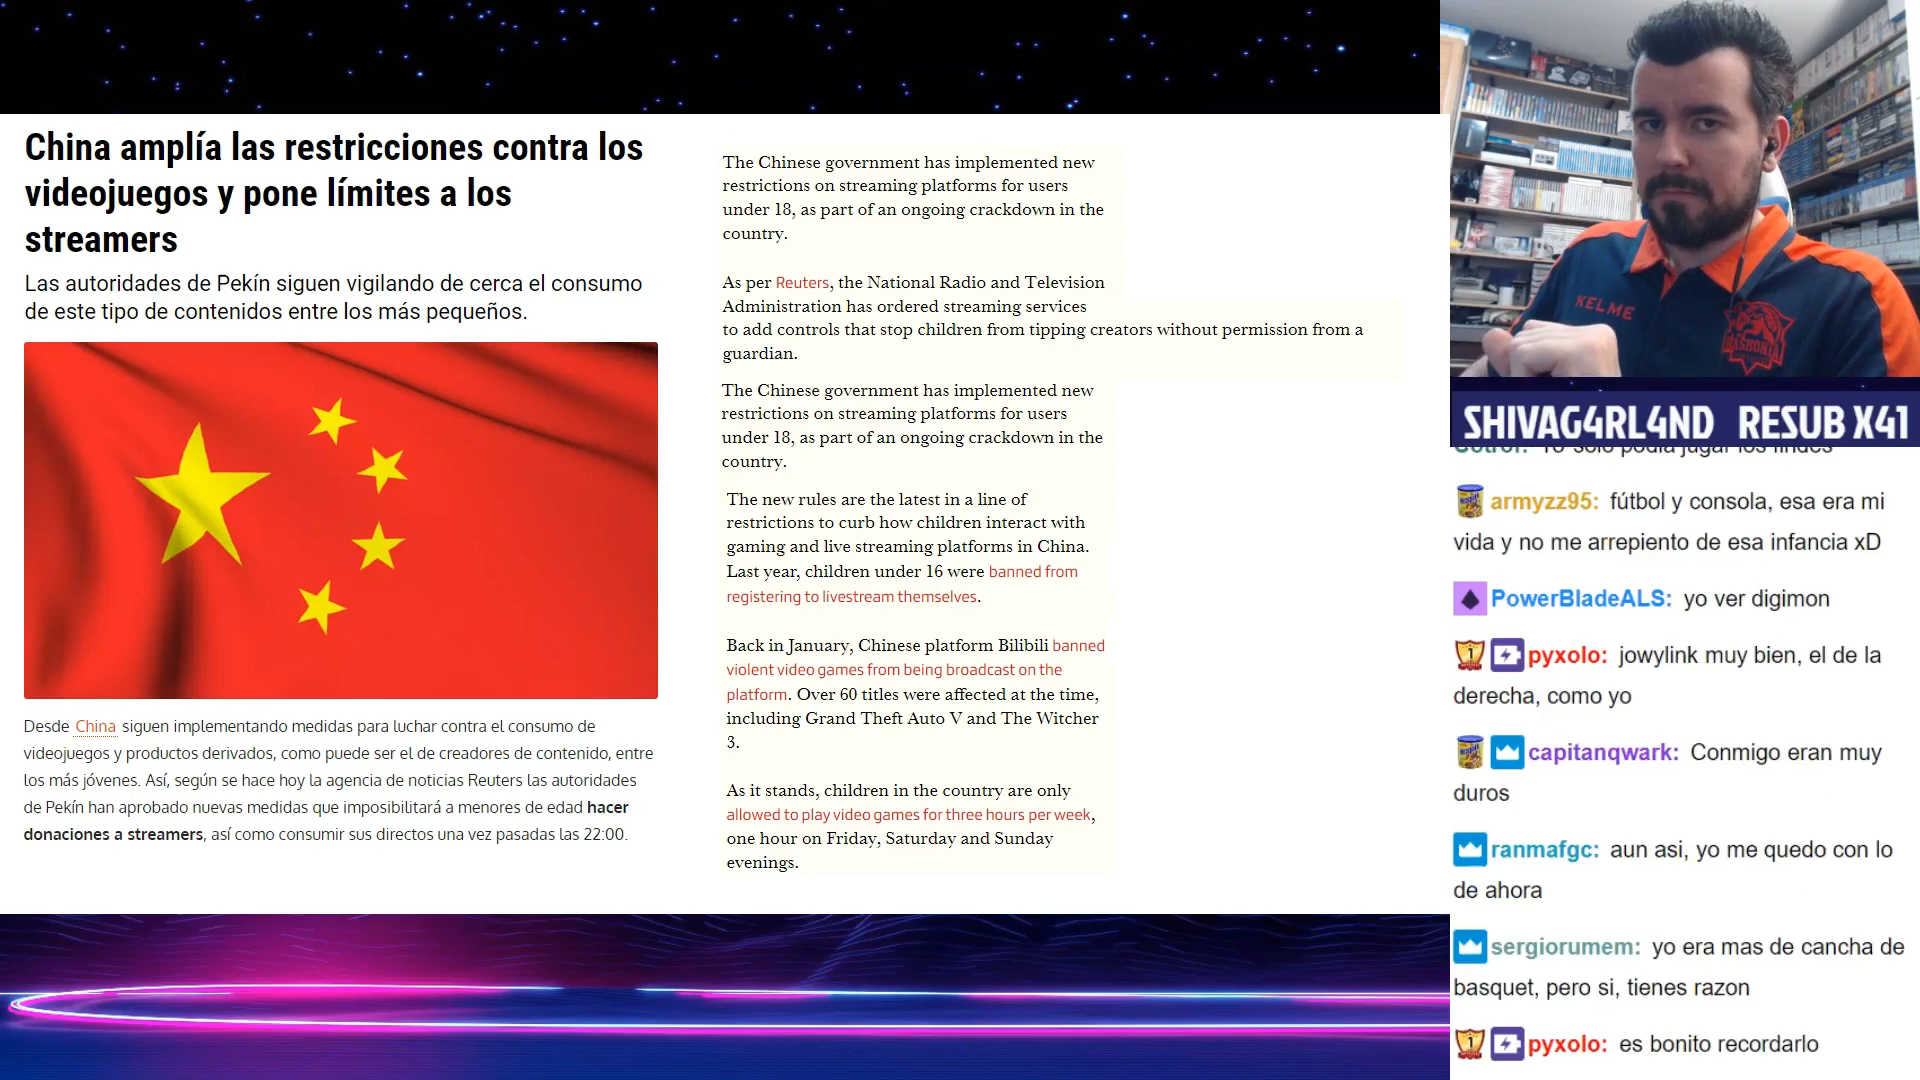 China amplía las restricciones contra los
videojuegos y pone límites a los
streamers
Las autoridades de Pekín siguen vigilando de cerca el consumo
de este tipo de contenidos entre los más pequeños.
Desde China siguen implementando medidas para luchar contra el consumo de
videojuegos y productos derivados, como puede ser el de creadores de contenido, entre
los más jóvenes. Así, según se hace hoy la agencia de noticias Reuters las autoridades
de Pekín han aprobado nuevas medidas que imposibilitará a menores de edad hacer
donaciones a streamers, así como consumir sus directos una vez pasadas las 22:00.
The Chinese government has implemented new
restrictions on streaming platforms for users
under 18, as part of an ongoing crackdown in the
country.
As per Reuters, the National Radio and Television
Administration has ordered streaming services
to add controls that stop children from tipping creators without permission from a
guardian.
The Chinese government has implemented new
restrictions on streaming platforms for users
under 18, as part of an ongoing crackdown in the
country.
The new rules are the latest in a line of
restrictions to curb how children interact with
gaming and live streaming platforms in China.
Last year, children under 16 were banned from
registering to livestream themselves.
Back in January, Chinese platform Bilibili banned
violent video games from being broadcast on the
platform. Over 60 titles were affected at the time,
including Grand Theft Auto V and The Witcher
3.
As it stands, children in the country are only
allowed to play video games for three hours per week,
one hour on Friday, Saturday and Sunday
evenings.
KELME
BASKONIA
SHIVAG4RL4ND RESUB X41
Yo solo podia jugar los findes
armyzz95: fútbol y consola, esa era mi
vida y no me arrepiento de esa infancia xD
PowerBladeALS: yo ver digimon
pyxolo: jowylink muy bien, el de la
derecha, como yo
capitanqwark: Conmigo eran muy
duros
ranmafgc: aun asi, yo me quedo con lo
de ahora
sergiorumem: yo era mas de cancha de
basquet, pero si, tienes razon
pyxolo: es bonito recordarlo